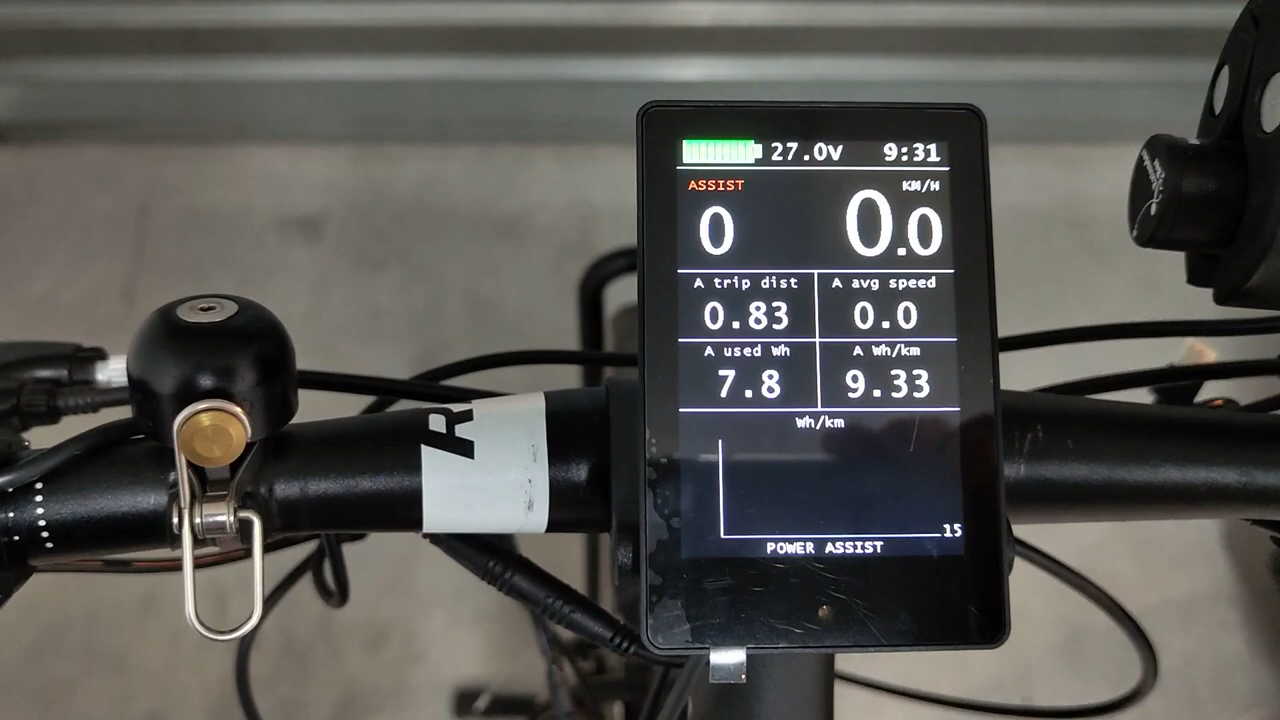 27.0V 9:31
ASSIST KM/H
0 0.0
A trip dist A avg speed
0.83 0.0
A used Wh A Wh/km
7.8 9.33
Wh/km
15
POWER ASSIST
R